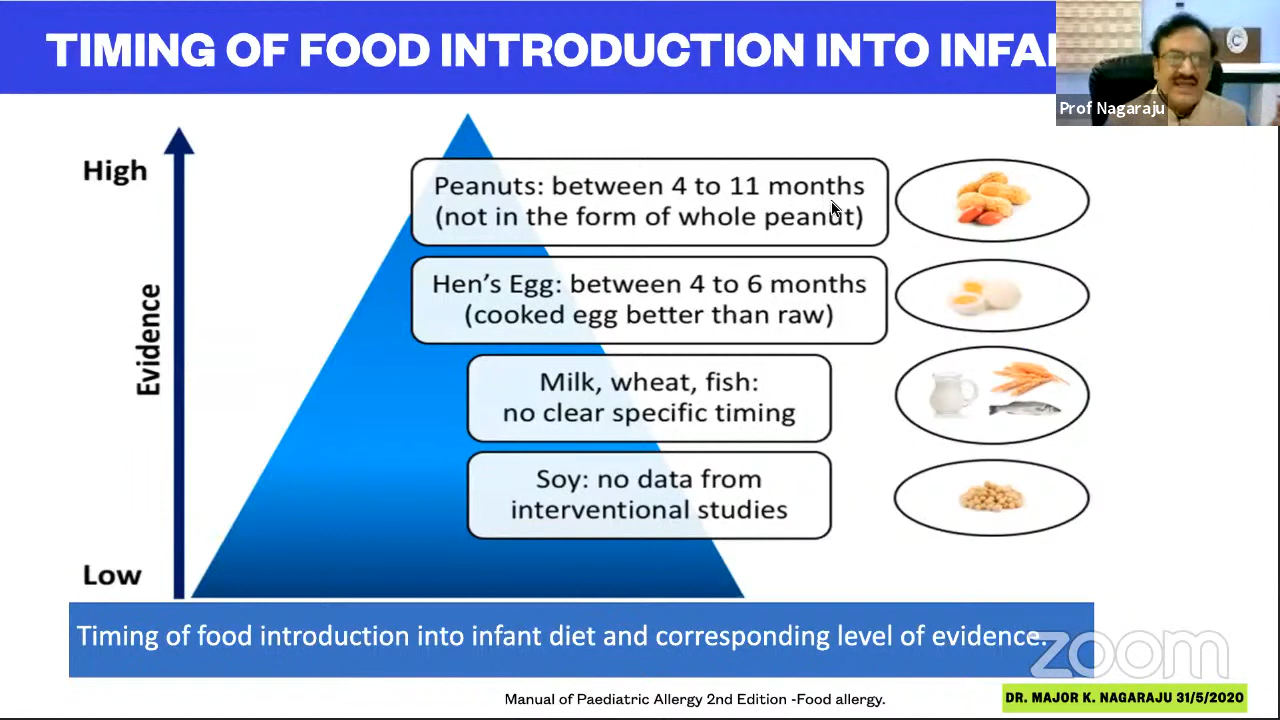 TIMING OF FOOD INTRODUCTION INTO INFA
Prof Nagaraju
High
Evidence
Low
Peanuts: between 4 to 11 months
(not in the form of whole peanut)
Hen’s Egg: between 4 to 6 months
(cooked egg better than raw)
Milk, wheat, fish:
no clear specific timing
Soy: no data from
interventional studies
Timing of food introduction into infant diet and corresponding level of evidence.
zoom
Manual of Paediatric Allergy 2nd Edition -Food allergy.
DR. MAJOR K. NAGARAJU 31/5/2020